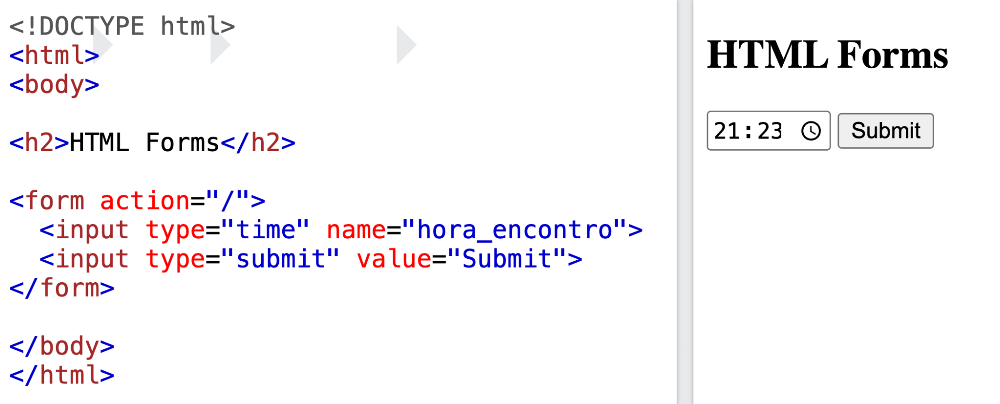 <!DOCTYPE html>
<html>
<body>
<h2>HTML Forms</h2>
<form action="/">
  <input type="time" name="hora_encontro">
  <input type="submit" value="Submit">
</form>
</body>
</html>
HTML Forms
21:23 Submit